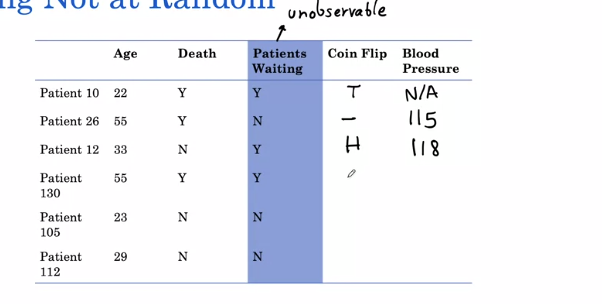 ng Not at Random
unobservable
Age Death Patients Waiting Coin Flip Blood Pressure
Patient 10 22 Y Y T N/A
Patient 26 55 Y N – 115
Patient 12 33 N Y H 118
Patient 130 55 Y Y
Patient 105 23 N N
Patient 112 29 N N